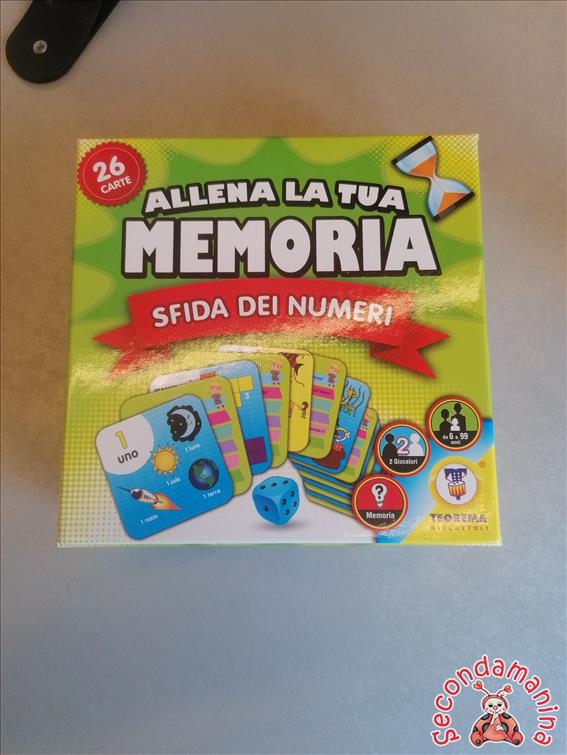 26
CARTE
ALLENA LA TUA
MEMORIA
SFIDA DEI NUMERI
1
uno
1 luna
1 sole
1 terra
1 razzo
3
2
2 Giocatori
da 6 a 99
anni
Memoria
TEOREMA
GIOCATTOLI
®
Secondamanina